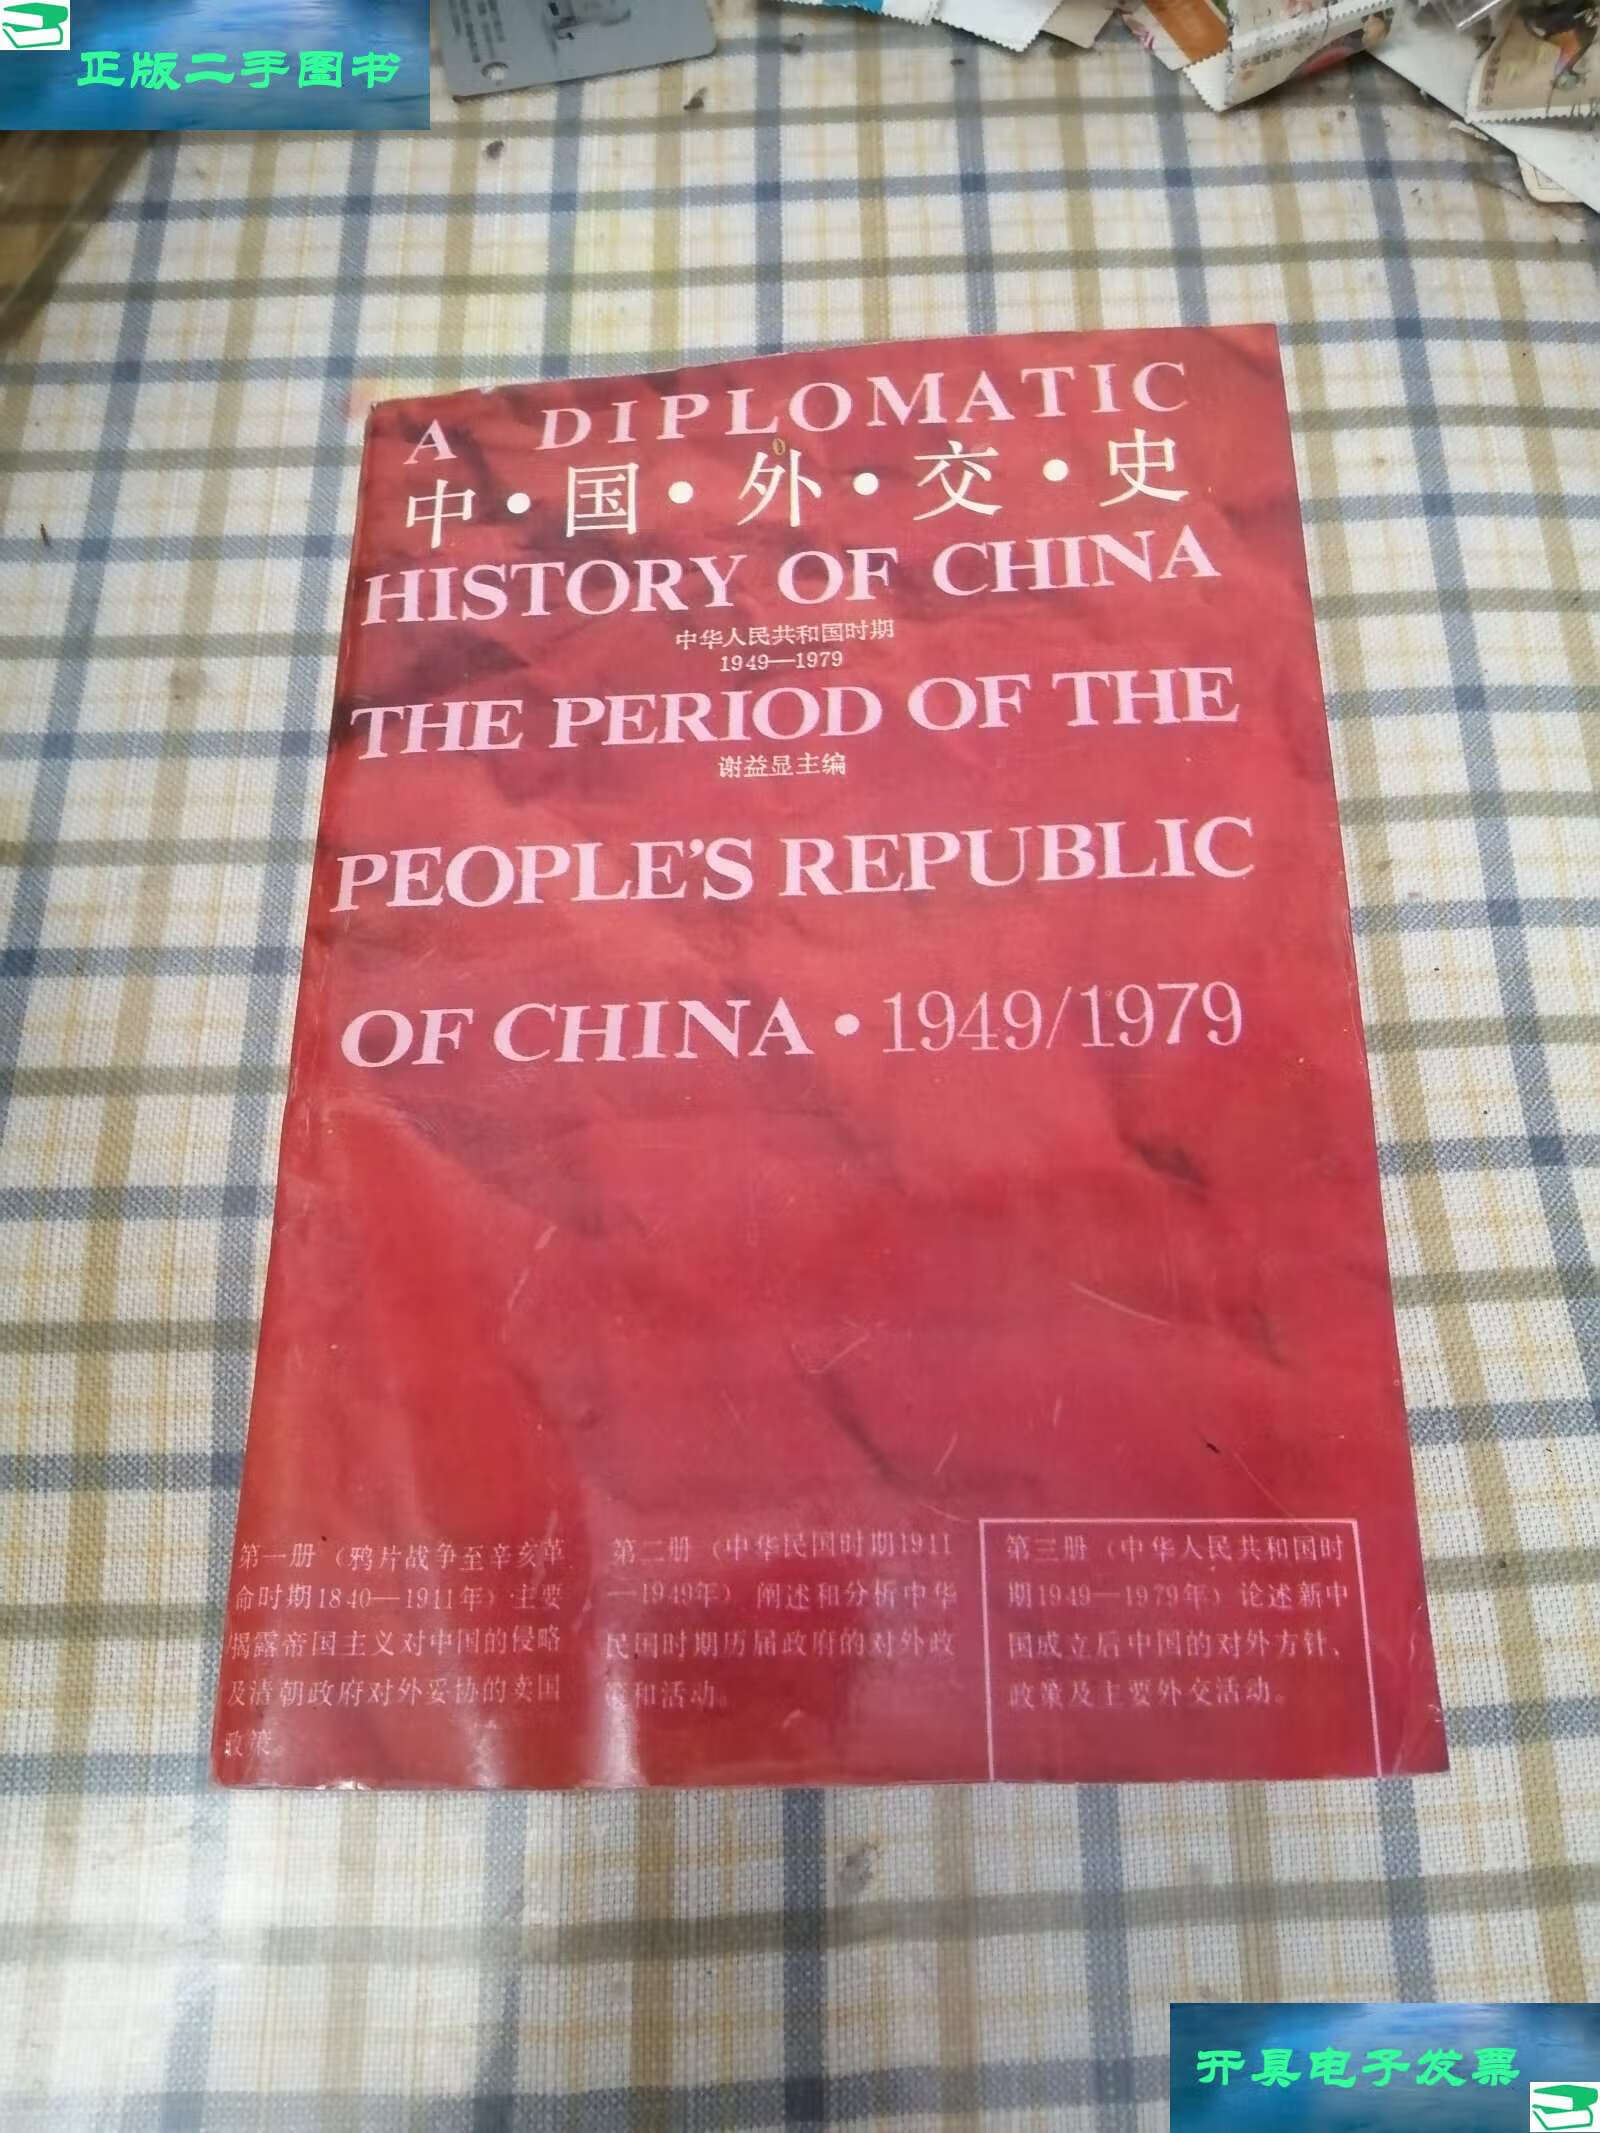 正版二手图书
A DIPLOMATIC
中·国·外·交·史
HISTORY OF CHINA
中华人民共和国时期
1949—1979
THE PERIOD OF THE
谢益显主编
PEOPLE'S REPUBLIC
OF CHINA·1949/1979
第一册（鸦片战争至辛亥革
命时期1840—1911年）主要
揭露帝国主义对中国的侵略
及清朝政府对外妥协的卖国
政策。
第二册（中华民国时期1911
—1949年）阐述和分析中华
民国时期历届政府的对外政
策和活动。
第三册（中华人民共和国时
期1949—1979年）论述新中
国成立后中国的对外方针、
政策及主要外交活动。
开具电子发票